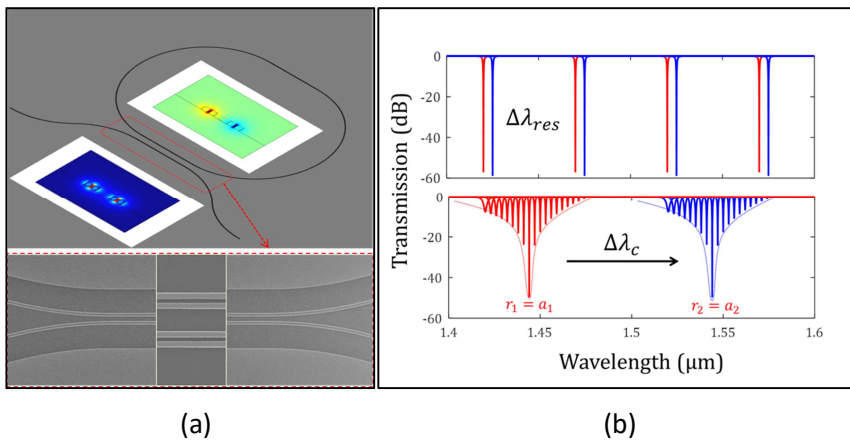 Transmission (dB)
0
-20
-40
-60
Δλres
0
-20
-40
-60
Δλc
r1 = a1
r2 = a2
1.4
1.45
1.5
1.55
1.6
Wavelength (μm)
(a)
(b)